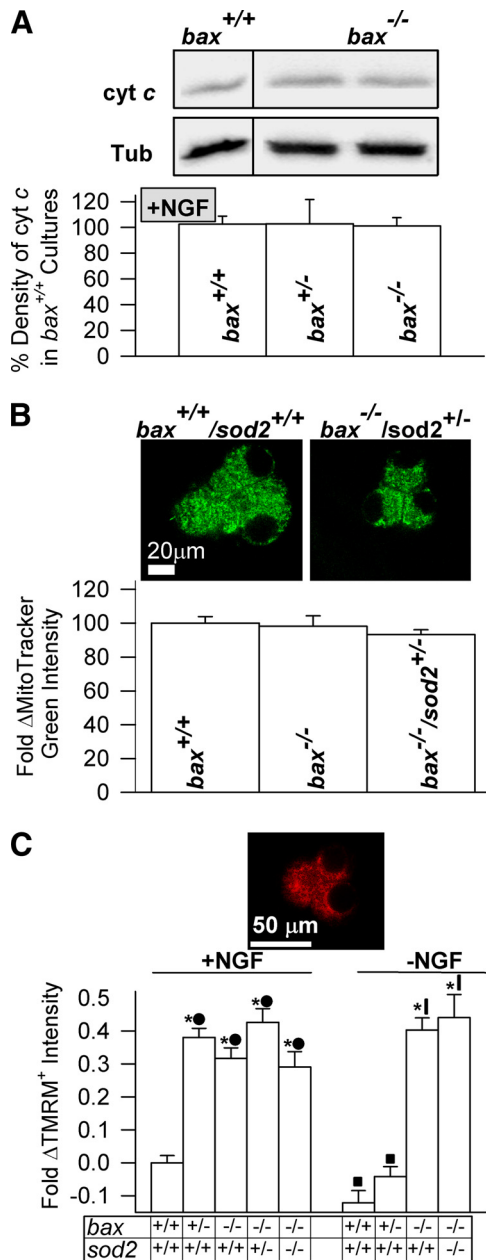 A
bax+/+ bax-/-
cyt c
Tub
% Density of cyt c
in bax+/+ Cultures
120
100
80
60
40
20
0
+NGF
bax+/+
bax+/-
bax-/-
B
bax+/+/sod2+/+ bax-/-/sod2+/-
20μm
Fold ΔMitoTracker
Green Intensity
120
100
80
60
40
20
0
bax+/+
bax-/-
bax-/-/sod2+/-
C
50 μm
+NGF -NGF
Fold ΔTMRM+ Intensity
0.5
0.4
0.3
0.2
0.1
0.0
-0.1
*● *● *● *● ■ ■ *I *I
bax +/+ +/- -/- -/- -/- +/+ +/- -/- -/-
sod2 +/+ +/+ +/+ +/- -/- +/+ +/+ +/+ -/-